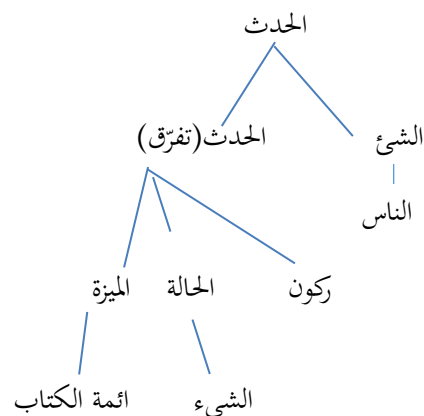 الحدث
الشئ
الحدث(تفرّق)
الناس
ركون
الحالة
الميزة
الشيء
ائمة الكتاب